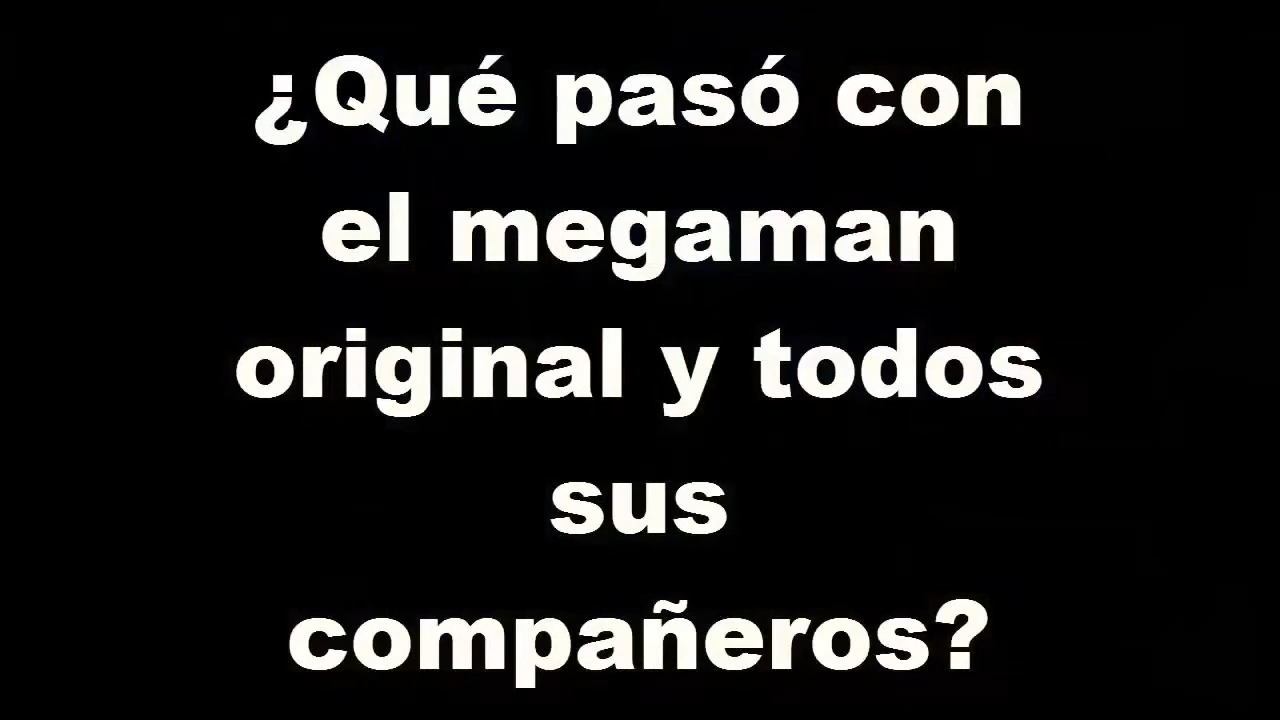 ¿Qué pasó con
el megaman
original y todos
sus
compañeros?